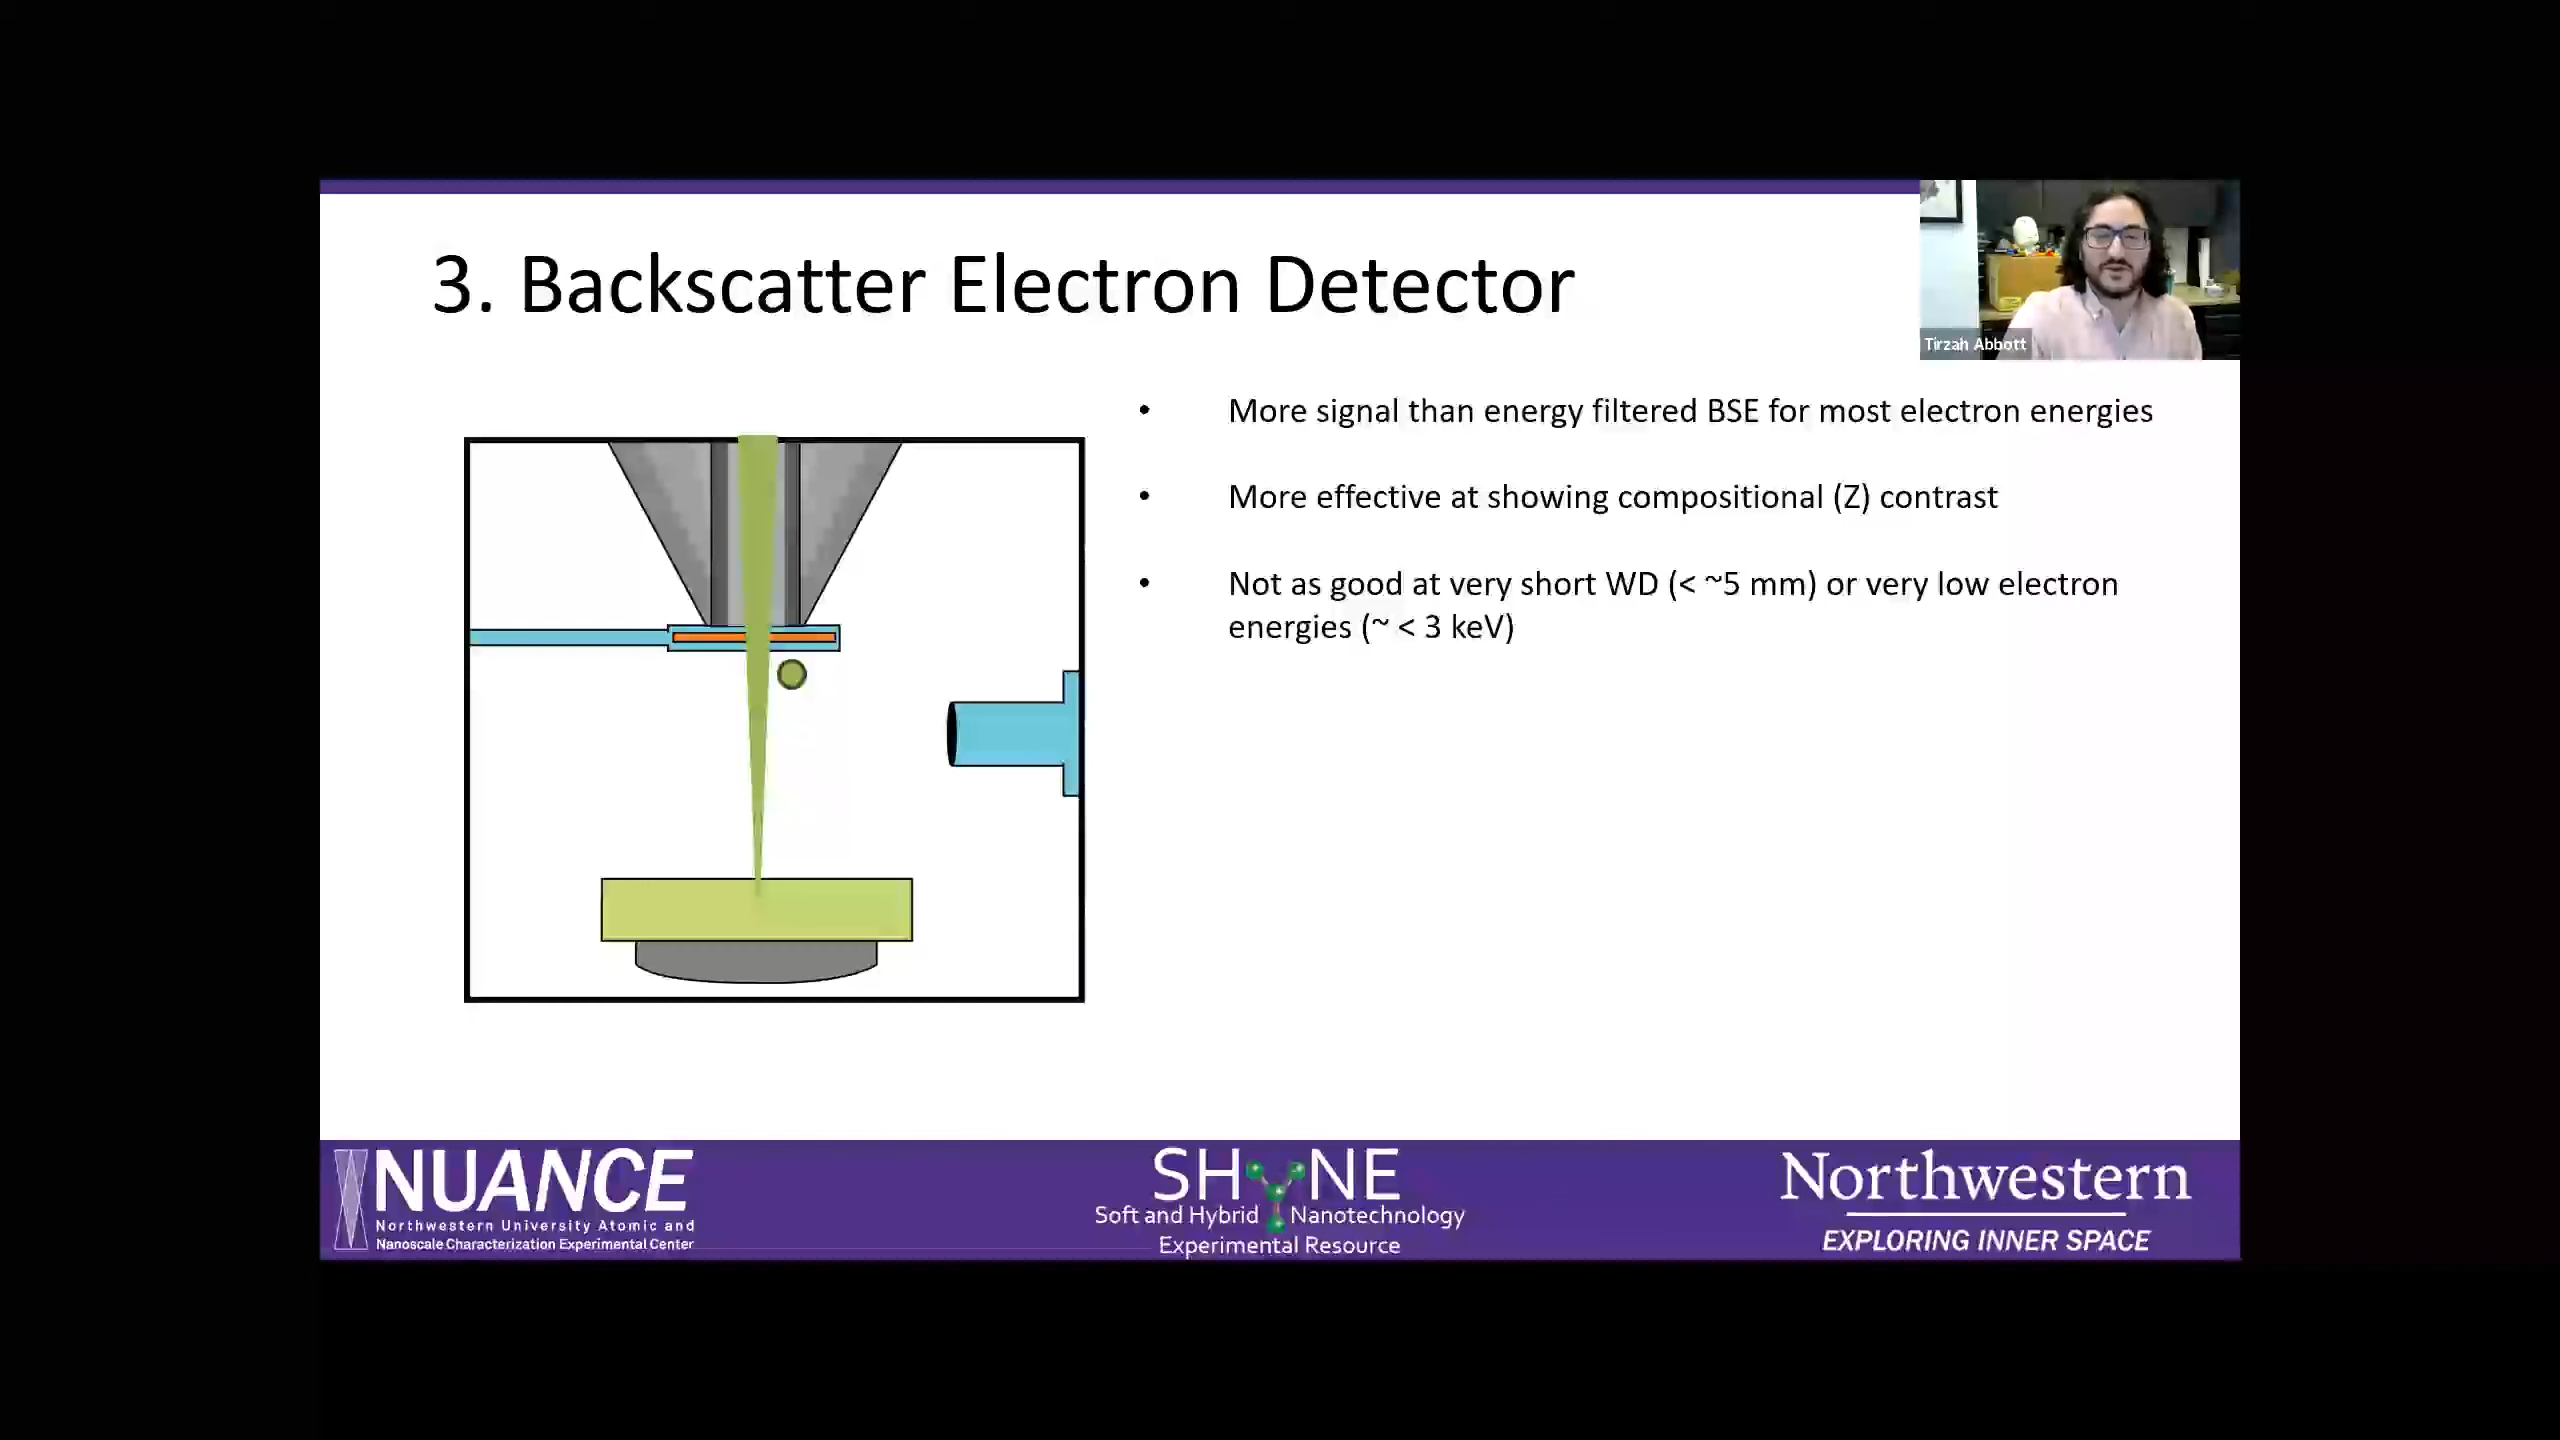 3. Backscatter Electron Detector
Tirzah Abbott
• More signal than energy filtered BSE for most electron energies
• More effective at showing compositional (Z) contrast
• Not as good at very short WD (< ~5 mm) or very low electron
energies (~ < 3 keV)
NUANCE
Northwestern University Atomic and
Nanoscale Characterization Experimental Center
SHYNE
Soft and Hybrid Nanotechnology
Experimental Resource
Northwestern
EXPLORING INNER SPACE